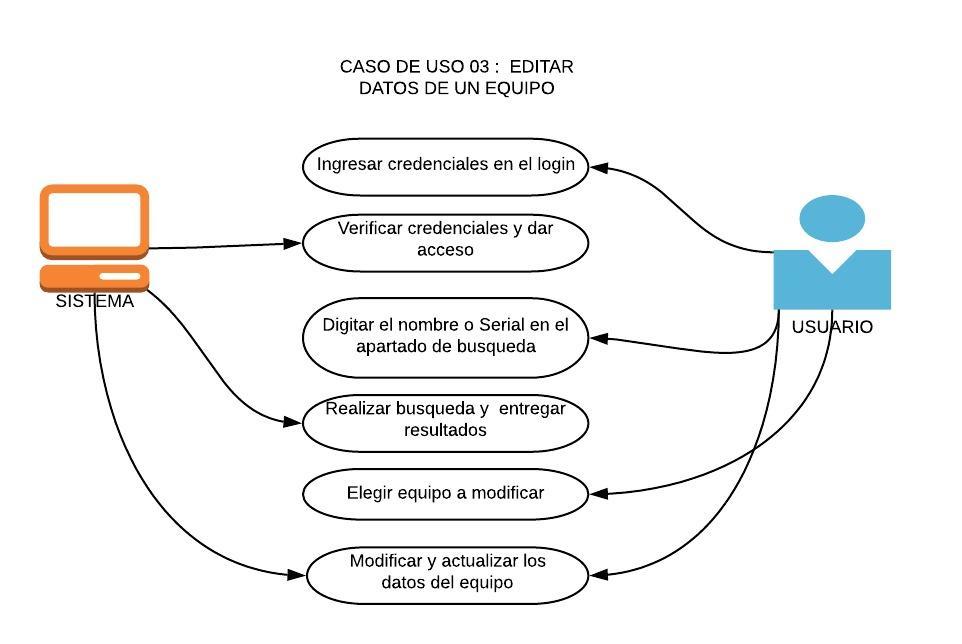 CASO DE USO 03 : EDITAR
DATOS DE UN EQUIPO
Ingresar credenciales en el login
Verificar credenciales y dar
acceso
SISTEMA
Digitar el nombre o Serial en el
apartado de busqueda
USUARIO
Realizar busqueda y entregar
resultados
Elegir equipo a modificar
Modificar y actualizar los
datos del equipo